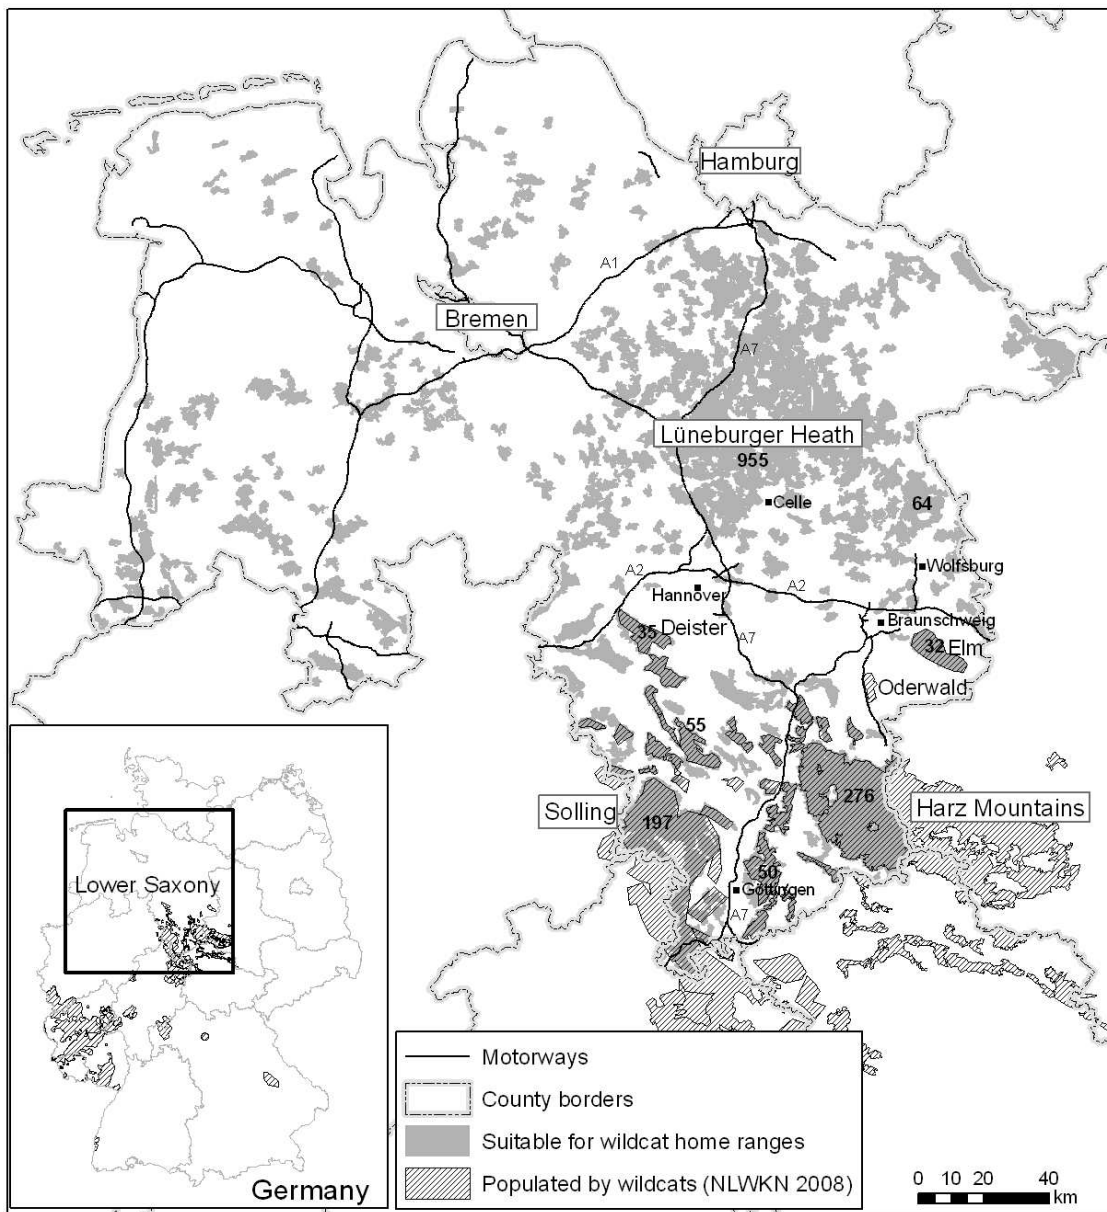 Hamburg
A1
Bremen
A7
Lüneburger Heath
955
64
Celle
A2
Wolfsburg
Hannover
A2
Braunschweig
35 Deister
A7
32 Elm
Oderwald
55
276
Solling
197
Harz Mountains
50
Göttingen
A7
Lower Saxony
Germany
Motorways
County borders
Suitable for wildcat home ranges
Populated by wildcats (NLWKN 2008)
0 10 20 40
km